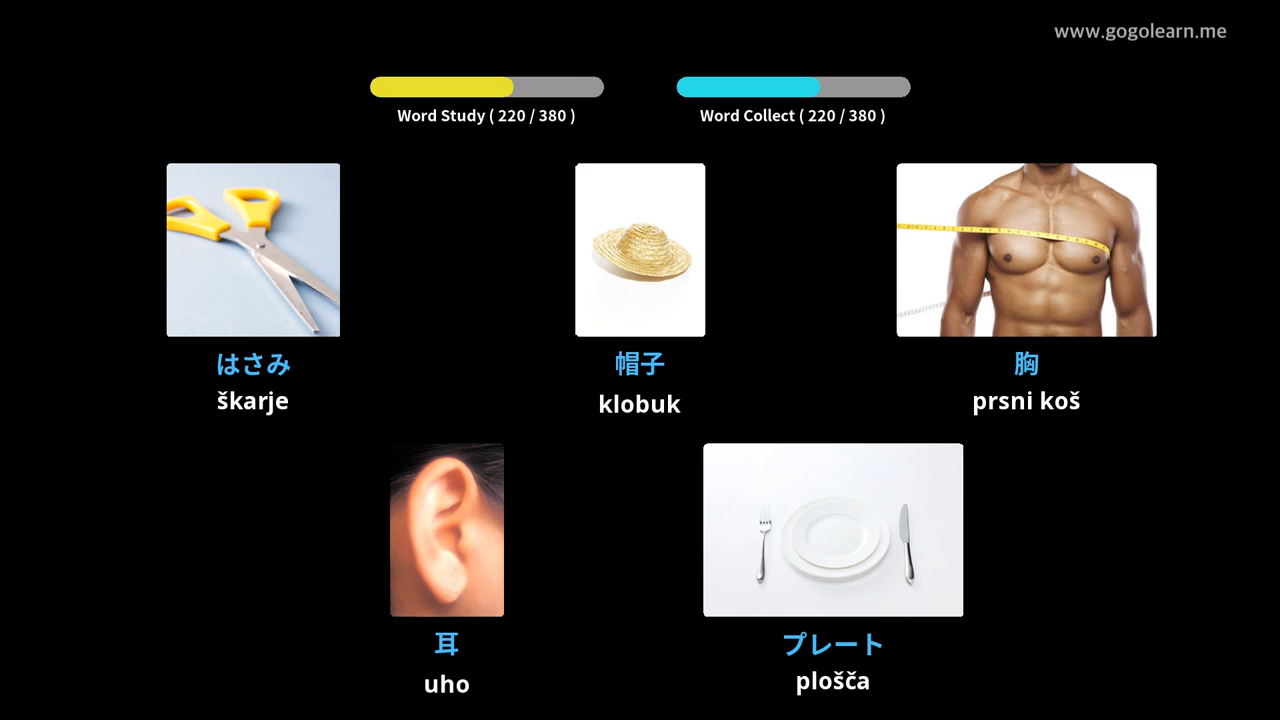 www.gogolearn.me
Word Study ( 220 / 380 )
Word Collect ( 220 / 380 )
はさみ
škarje
帽子
klobuk
胸
prsni koš
耳
uho
プレート
plošča